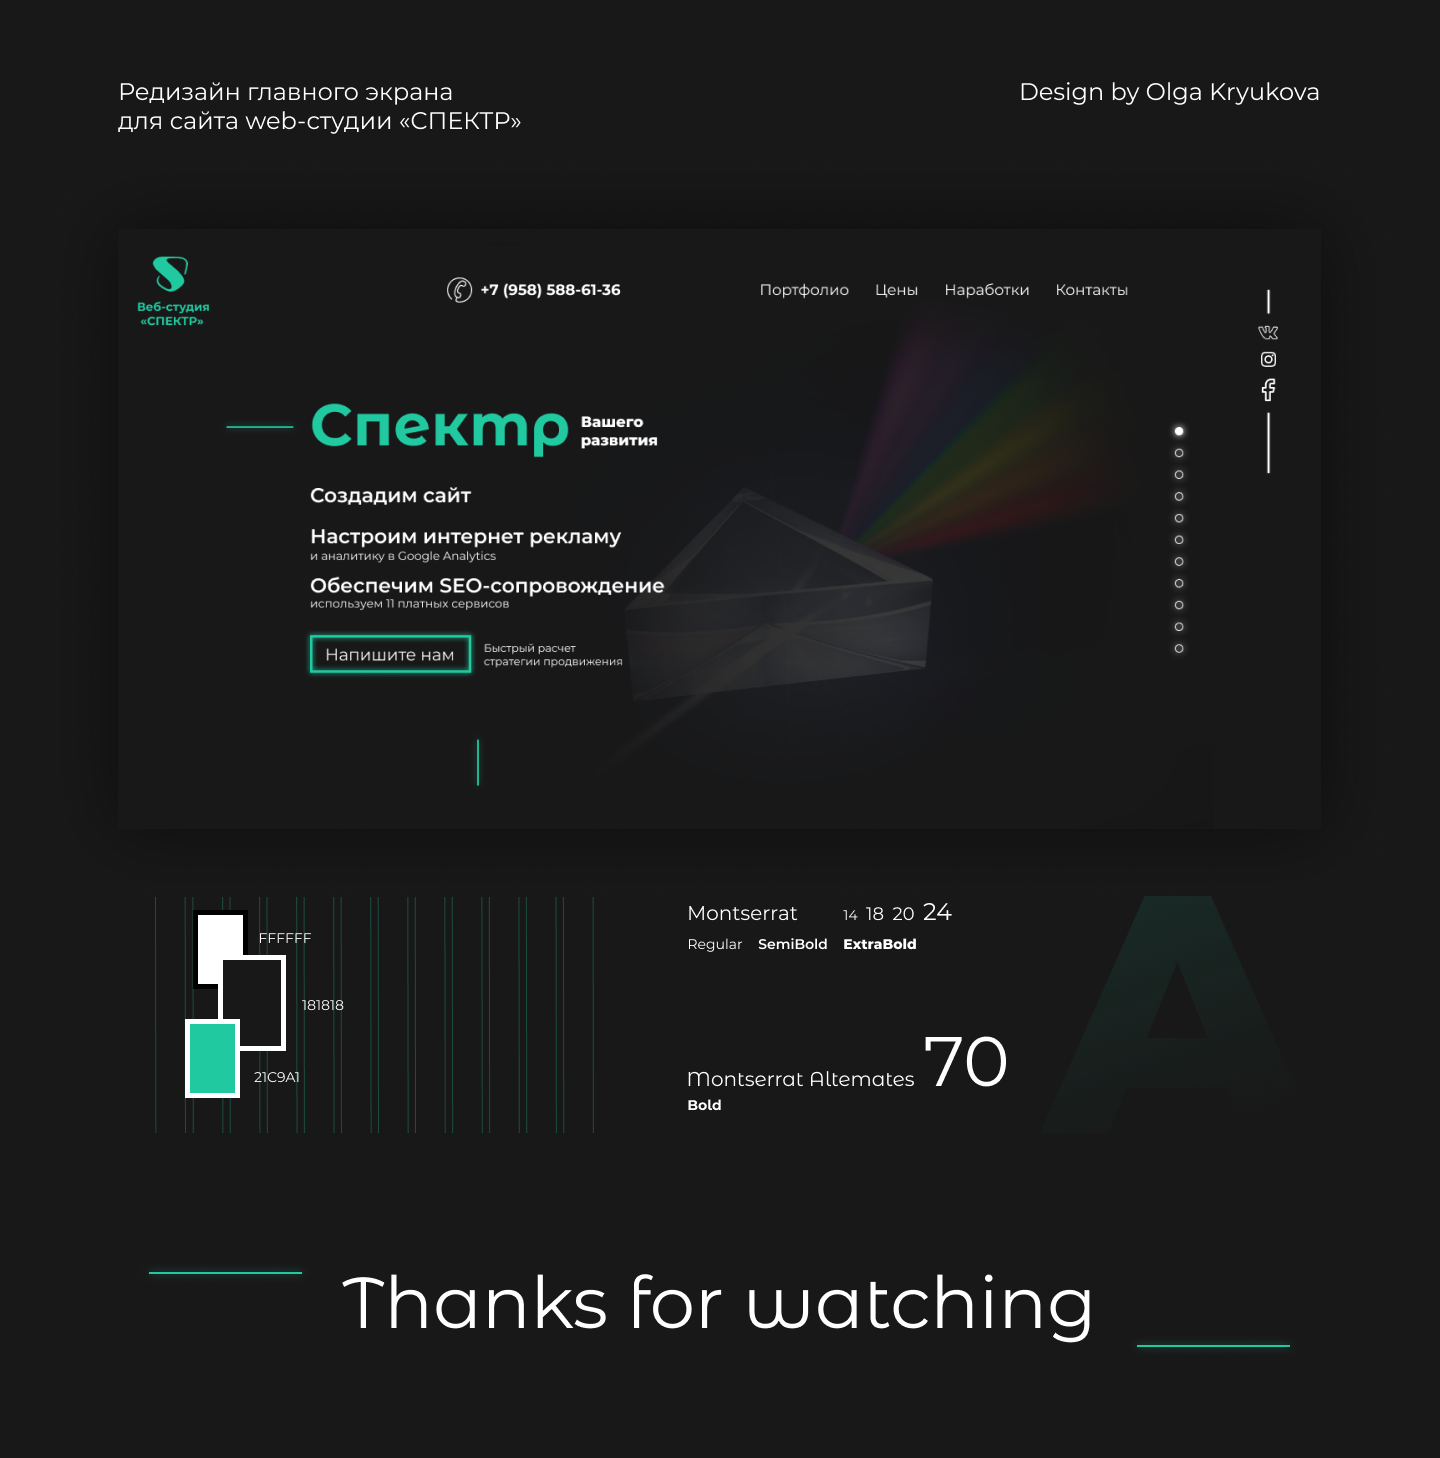 Редизайн главного экрана
для сайта web-студии «СПЕКТР»
Design by Olga Kryukova
Веб-студия
«СПЕКТР»
+7 (958) 588-61-36
Портфолио Цены Наработки Контакты
Спектр
Вашего
развития
Создадим сайт
Настроим интернет рекламу
и аналитику в Google Analytics
Обеспечим SEO-сопровождение
используем 11 платных сервисов
Напишите нам
Быстрый расчет
стратегии продвижения
FFFFFF
181818
21C9A1
Montserrat 14 18 20 24
Regular SemiBold ExtraBold
Montserrat Altemates 70
Bold
A
Thanks for watching